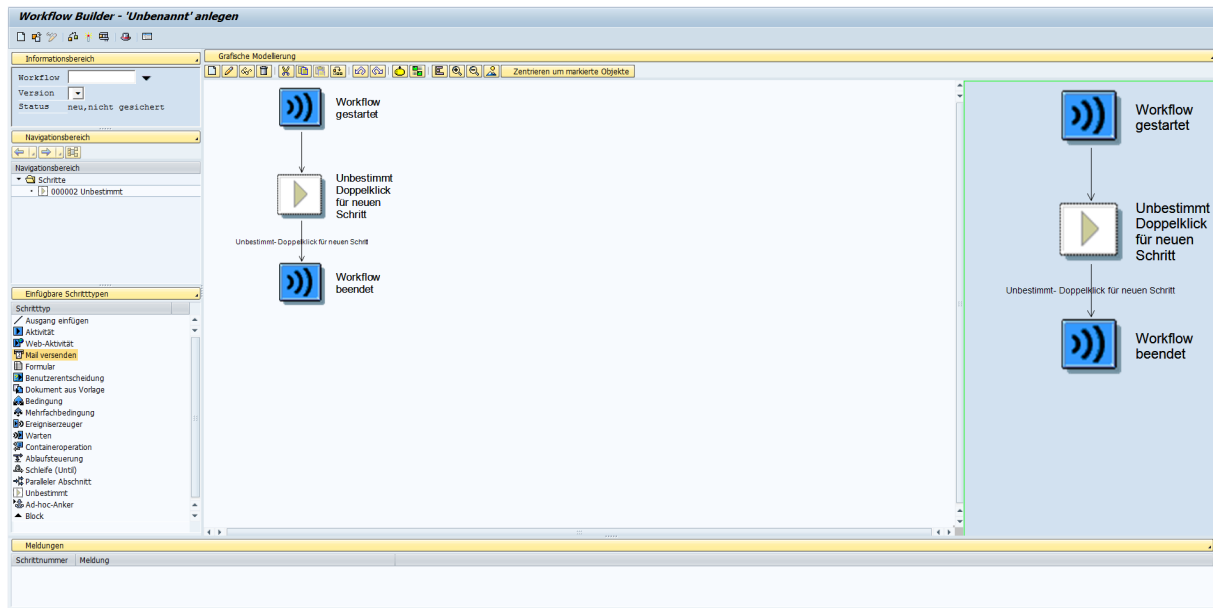 Workflow Builder - 'Unbenannt' anlegen
Informationsbereich
Workflow
Version
Status neu,nicht gesichert
Navigationsbereich
Navigationsbereich
Schritte
000002 Unbestimmt
Einfügbare Schritttypen
Schritttyp
Ausgang einfügen
Aktivität
Web-Aktivität
Mail versenden
Formular
Benutzerentscheidung
Dokument aus Vorlage
Bedingung
Mehrfachbedingung
Ereigniserzeuger
Warten
Containeroperation
Ablaufsteuerung
Schleife (Until)
Paralleler Abschnitt
Unbestimmt
Ad-hoc-Anker
Block
Grafische Modellierung
Zentrieren um markierte Objekte
Workflow
gestartet
Unbestimmt
Doppelklick
für neuen
Schritt
Unbestimmt- Doppelklick für neuen Schritt
Workflow
beendet
Workflow
gestartet
Unbestimmt
Doppelklick
für neuen
Schritt
Unbestimmt- Doppelklick für neuen Schritt
Workflow
beendet
Meldungen
Schrittnummer Meldung